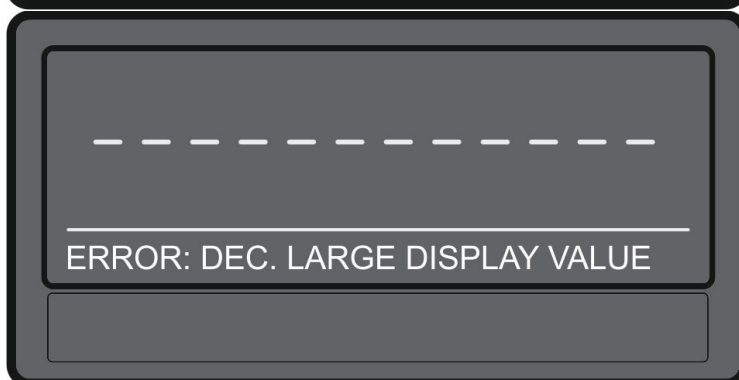 – – – – – – – – – – – –
ERROR: DEC. LARGE DISPLAY VALUE